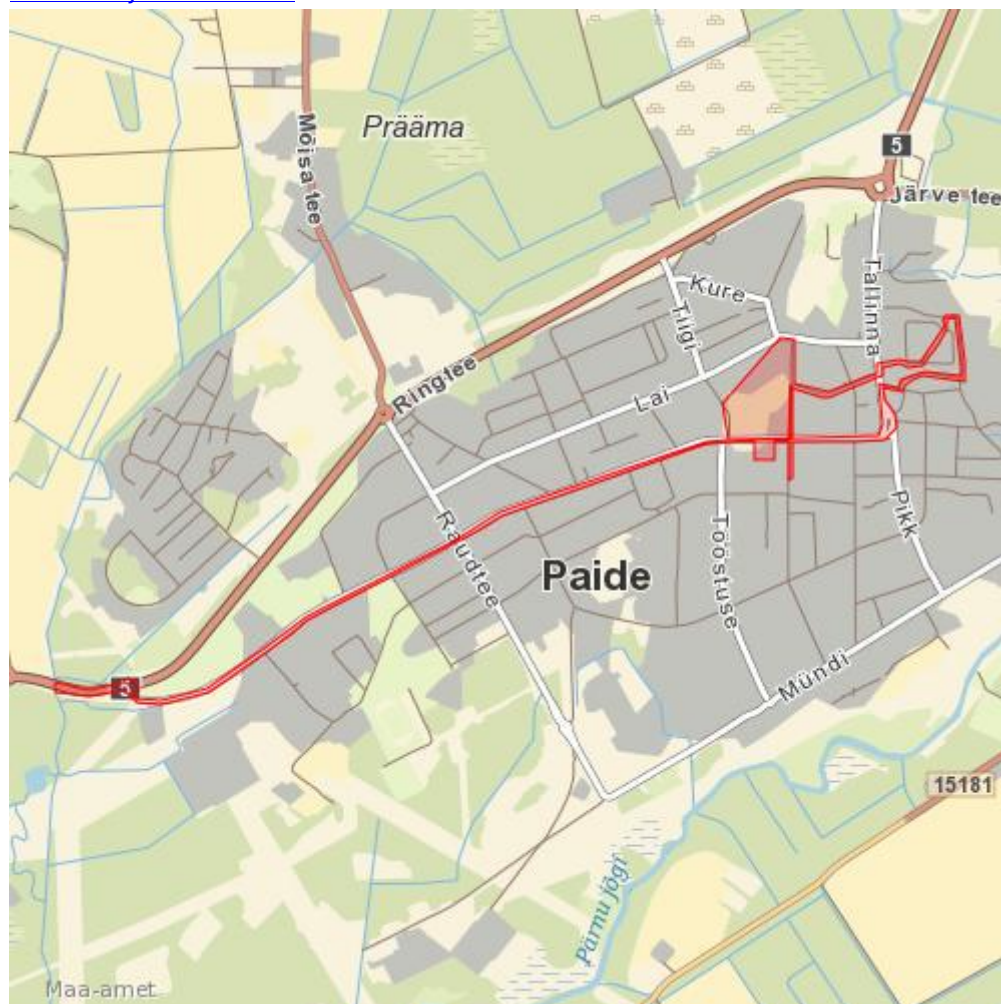 Prääma
Mõisa tee
5
Järve tee
Tallinna
Kure
Tiigi
Ringtee
Lai
Raudtee
Pikk
Tööstuse
Paide
Mündi
5
15181
Pärnu jõgi
Maa-amet